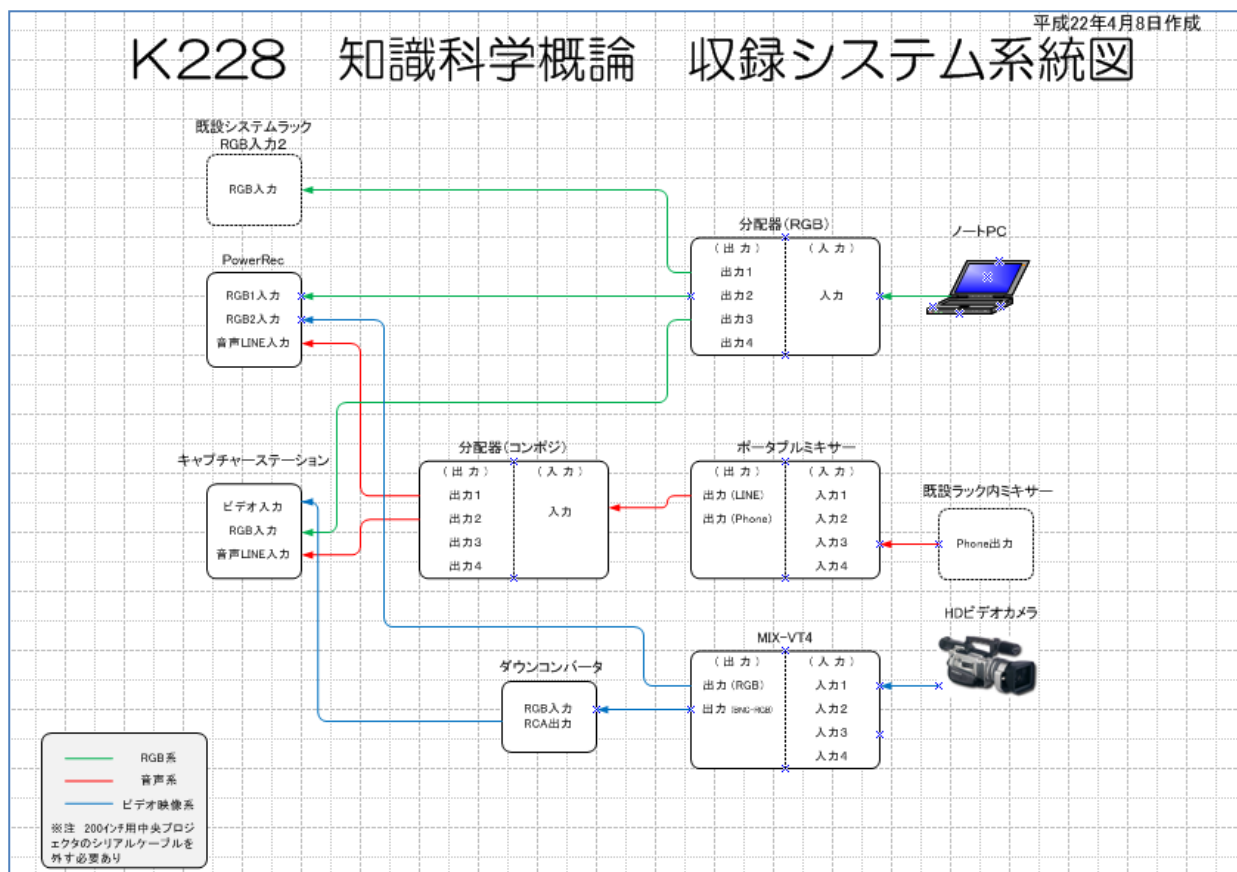 平成22年4月8日作成
K228　知識科学概論　収録システム系統図
既設システムラック
RGB入力2
RGB入力
PowerRec
RGB1入力
RGB2入力
音声LINE入力
キャプチャーステーション
ビデオ入力
RGB入力
音声LINE入力
分配器(コンポジ)
(出力)
(入力)
出力1
出力2
出力3
出力4
入力
分配器(RGB)
(出力)
(入力)
出力1
出力2
出力3
出力4
入力
ノートPC
ポータブルミキサー
(出力)
(入力)
出力(LINE)
出力(Phone)
入力1
入力2
入力3
入力4
既設ラック内ミキサー
Phone出力
HDビデオカメラ
MIX-VT4
(出力)
(入力)
出力(RGB)
出力(BNC-RGB)
入力1
入力2
入力3
入力4
ダウンコンバータ
RGB入力
RCA出力
RGB系
音声系
ビデオ映像系
※注　200インチ用中央プロジ
ェクタのシリアルケーブルを
外す必要あり